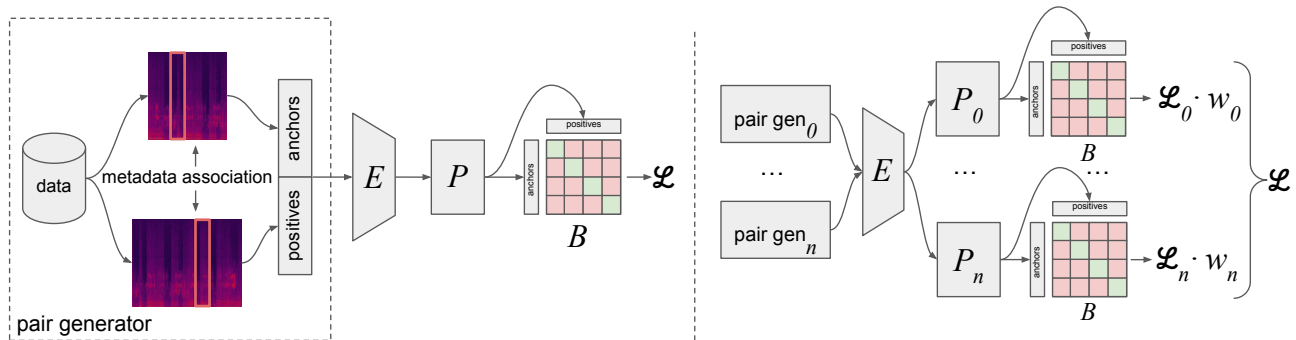 data
metadata association
anchors
positives
pair generator
E
P
positives
anchors
B
ℒ
pair gen₀
...
pair genₙ
E
P₀
positives
anchors
B
ℒ₀ · w₀
...
...
Pₙ
positives
anchors
B
ℒₙ · wₙ
ℒ